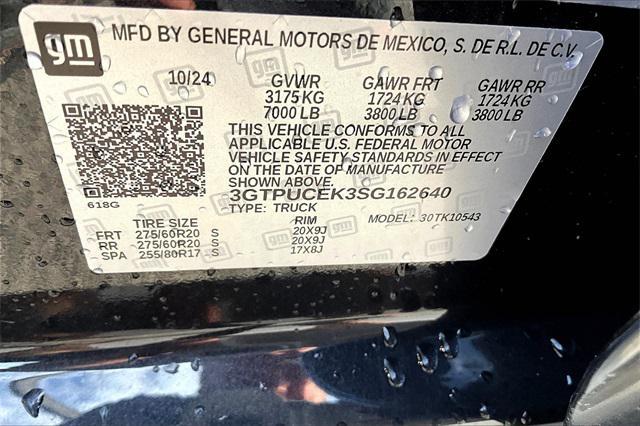 gm
MFD BY GENERAL MOTORS DE MEXICO, S. DE R.L. DE C.V.
10/24 GVWR GAWR FRT GAWR RR
3175 KG 1724 KG 1724 KG
7000 LB 3800 LB 3800 LB
THIS VEHICLE CONFORMS TO ALL
APPLICABLE U.S. FEDERAL MOTOR
VEHICLE SAFETY STANDARDS IN EFFECT
ON THE DATE OF MANUFACTURE
SHOWN ABOVE.
618G
3GTPUCEK3SG162640
TYPE: TRUCK MODEL: 30TK10543
TIRE SIZE RIM
FRT 275/60R20 S 20X9J
RR 275/60R20 S 20X9J
SPA 255/80R17 S 17X8J